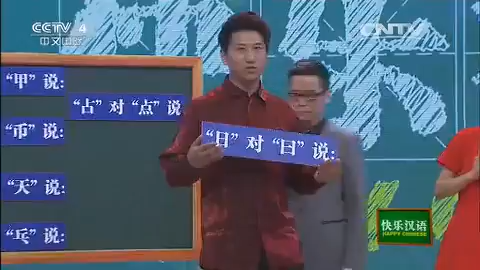 CCTV 4
中文国际
CNTV
“甲”说:
“占”对“点”说
“币”说:
“日”对“曰”说:
“天”说:
“乓”说:
快乐汉语
HAPPY CHINESE